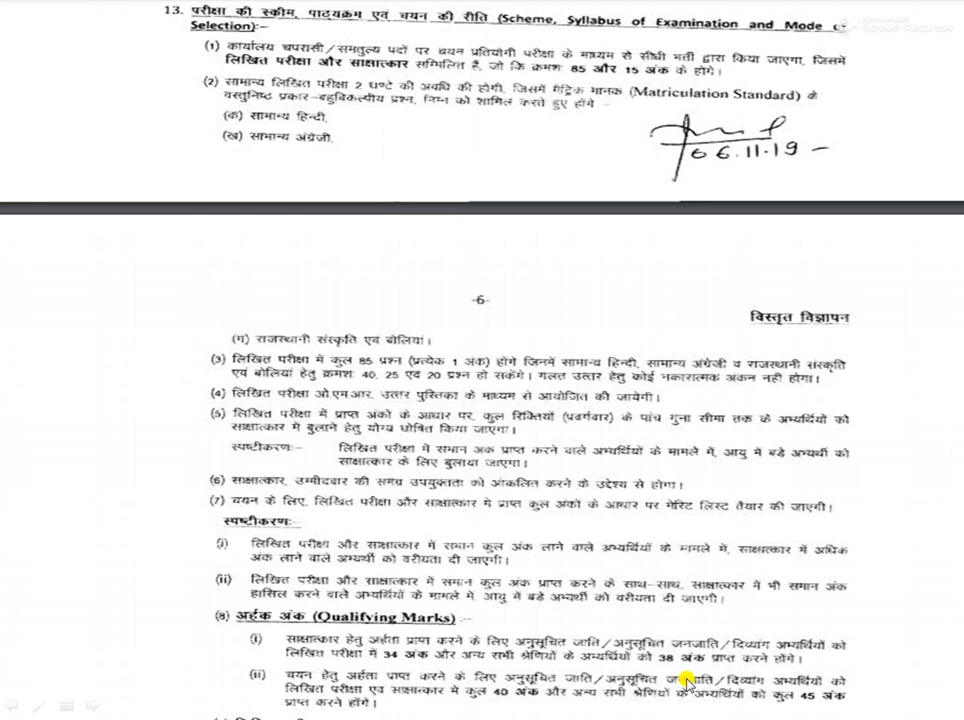 13. परीक्षा की स्कीम, पाठ्यक्रम एवं चयन की रीति (Scheme, Syllabus of Examination and Mode of
Selection):–
(1) कार्यालय चपरासी/समतुल्य पदों पर चयन प्रतियोगी परीक्षा के माध्यम से सीधी भर्ती द्वारा किया जाएगा, जिसमें
लिखित परीक्षा और साक्षात्कार सम्मिलित है, जो कि क्रमशः 85 और 15 अंक के होंगे।
(2) सामान्य लिखित परीक्षा 2 घण्टे की अवधि की होगी, जिसमें मैट्रिक मानक (Matriculation Standard) के
वस्तुनिष्ठ प्रकार–बहुविकल्पीय प्रश्न, निम्न को शामिल करते हुए होंगे –
(क) सामान्य हिन्दी,
(ख) सामान्य अंग्रेजी,
06.11.19
-6-
विस्तृत विज्ञापन
(ग) राजस्थानी संस्कृति एवं बोलियां।
(3) लिखित परीक्षा में कुल 85 प्रश्न (प्रत्येक 1 अंक) होंगे जिनमें सामान्य हिन्दी, सामान्य अंग्रेजी व राजस्थानी संस्कृति
एवं बोलियां हेतु क्रमशः 40, 25 एवं 20 प्रश्न हो सकेंगे। गलत उत्तर हेतु कोई नकारात्मक अंकन नही होगा।
(4) लिखित परीक्षा ओ.एम.आर. उत्तर पुस्तिका के माध्यम से आयोजित की जायेगी।
(5) लिखित परीक्षा में प्राप्त अंको के आधार पर, कुल रिक्तियों (प्रवर्गवार) के पांच गुना सीमा तक के अभ्यर्थियों को
साक्षात्कार में बुलाने हेतु योग्य घोषित किया जाएगा।
स्पष्टीकरणः– लिखित परीक्षा में समान अंक प्राप्त करने वाले अभ्यर्थियों के मामले में, आयु में बड़े अभ्यर्थी को
साक्षात्कार के लिए बुलाया जाएगा।
(6) साक्षात्कार, उम्मीदवार की समग्र उपयुक्तता को आंकलित करने के उद्देश्य से होगा।
(7) चयन के लिए, लिखित परीक्षा और साक्षात्कार में प्राप्त कुल अंकों के आधार पर मेरिट लिस्ट तैयार की जाएगी।
स्पष्टीकरणः
(i) लिखित परीक्षा और साक्षात्कार में समान कुल अंक लाने वाले अभ्यर्थियों के मामले में, साक्षात्कार में अधिक
अंक लाने वाले अभ्यर्थी को वरीयता दी जाएगी।
(ii) लिखित परीक्षा और साक्षात्कार में समान कुल अंक प्राप्त करने के साथ–साथ, साक्षात्कार में भी समान अंक
हासिल करने वाले अभ्यर्थियों के मामले में, आयु में बड़े अभ्यर्थी को वरीयता दी जाएगी।
(8) अर्हक अंक (Qualifying Marks) :–
(i) साक्षात्कार हेतु अर्हता प्राप्त करने के लिए अनुसूचित जाति/अनुसूचित जनजाति/दिव्यांग अभ्यर्थियों को
लिखित परीक्षा में 34 अंक और अन्य सभी श्रेणियों के अभ्यर्थियों को 38 अंक प्राप्त करने होंगे।
(ii) चयन हेतु अर्हता प्राप्त करने के लिए अनुसूचित जाति/अनुसूचित जनजाति/दिव्यांग अभ्यर्थियों को
लिखित परीक्षा एवं साक्षात्कार में कुल 40 अंक और अन्य सभी श्रेणियों के अभ्यर्थियों को कुल 45 अंक
प्राप्त करने होंगे।